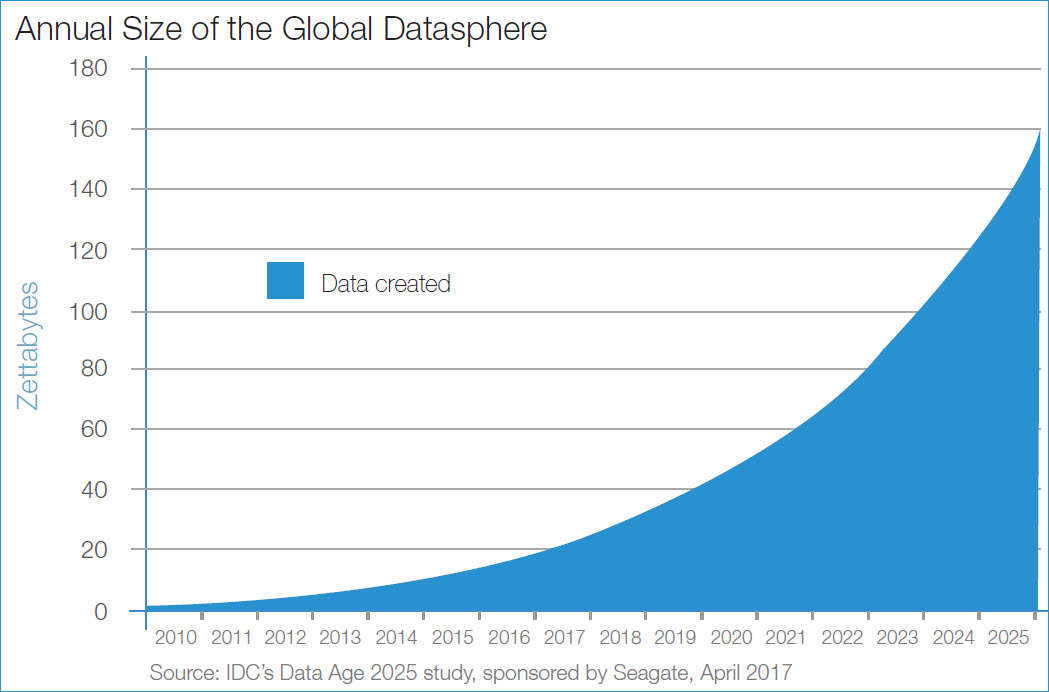 Annual Size of the Global Datasphere
180
160
140
120
100
80
60
40
20
0
Zettabytes
Data created
2010 2011 2012 2013 2014 2015 2016 2017 2018 2019 2020 2021 2022 2023 2024 2025
Source: IDC's Data Age 2025 study, sponsored by Seagate, April 2017